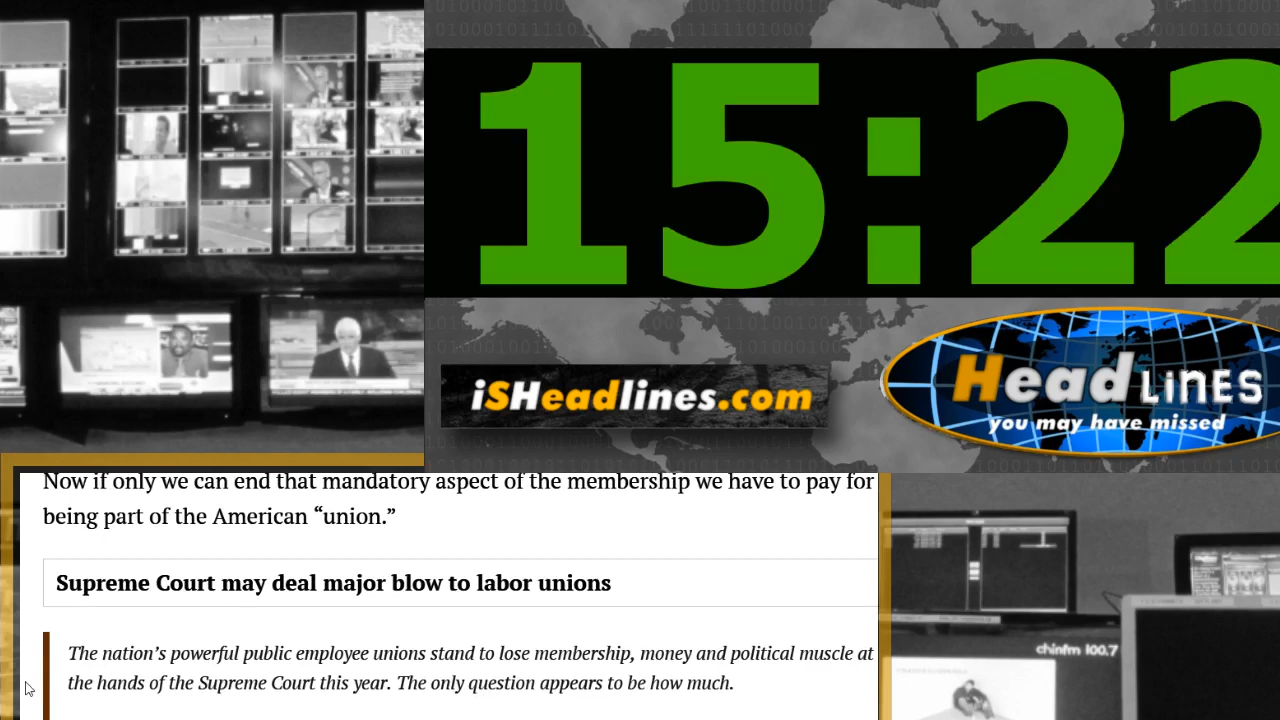 15:22
iSHeadlines.com
HeadLINES
you may have missed
Now if only we can end that mandatory aspect of the membership we have to pay for
being part of the American “union.”
Supreme Court may deal major blow to labor unions
The nation’s powerful public employee unions stand to lose membership, money and political muscle at
the hands of the Supreme Court this year. The only question appears to be how much.
chinfm 100.7